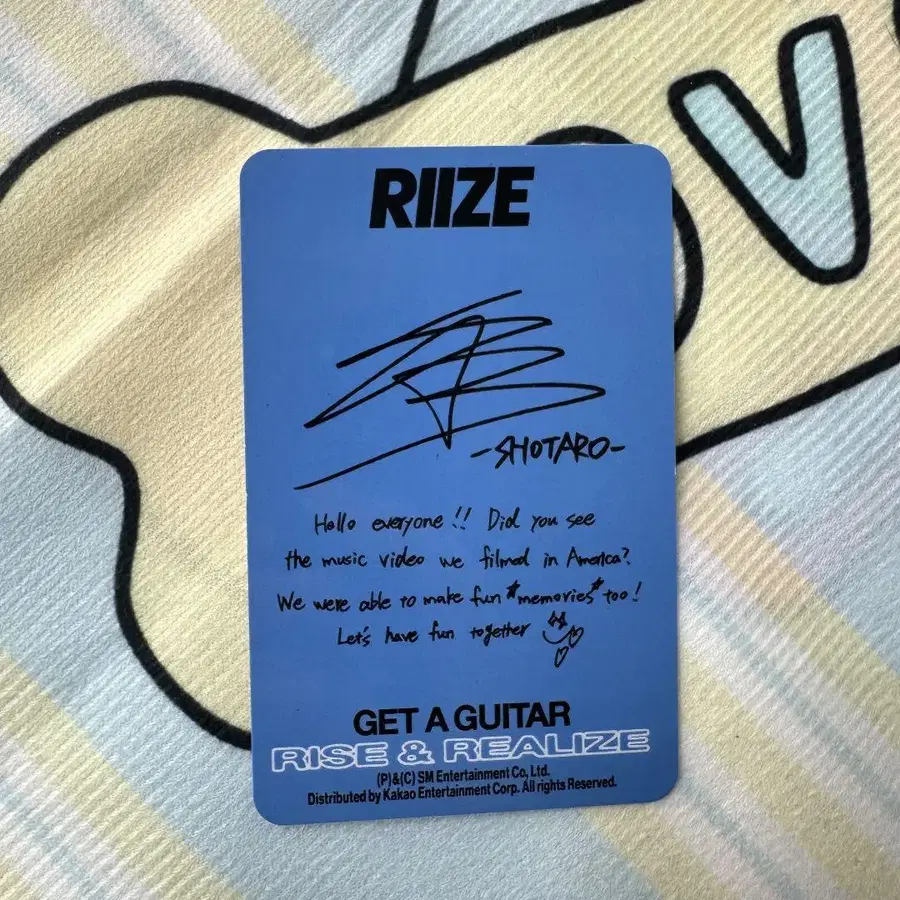 OV
RIIZE
-SHOTARO-
Hello everyone!! Did you see
the music video we filmed in America?
We were able to make fun *memories* too!
Let's have fun together
GET A GUITAR
RISE & REALIZE
(P)&(C) SM Entertainment Co., Ltd.
Distributed by Kakao Entertainment Corp. All rights Reserved.